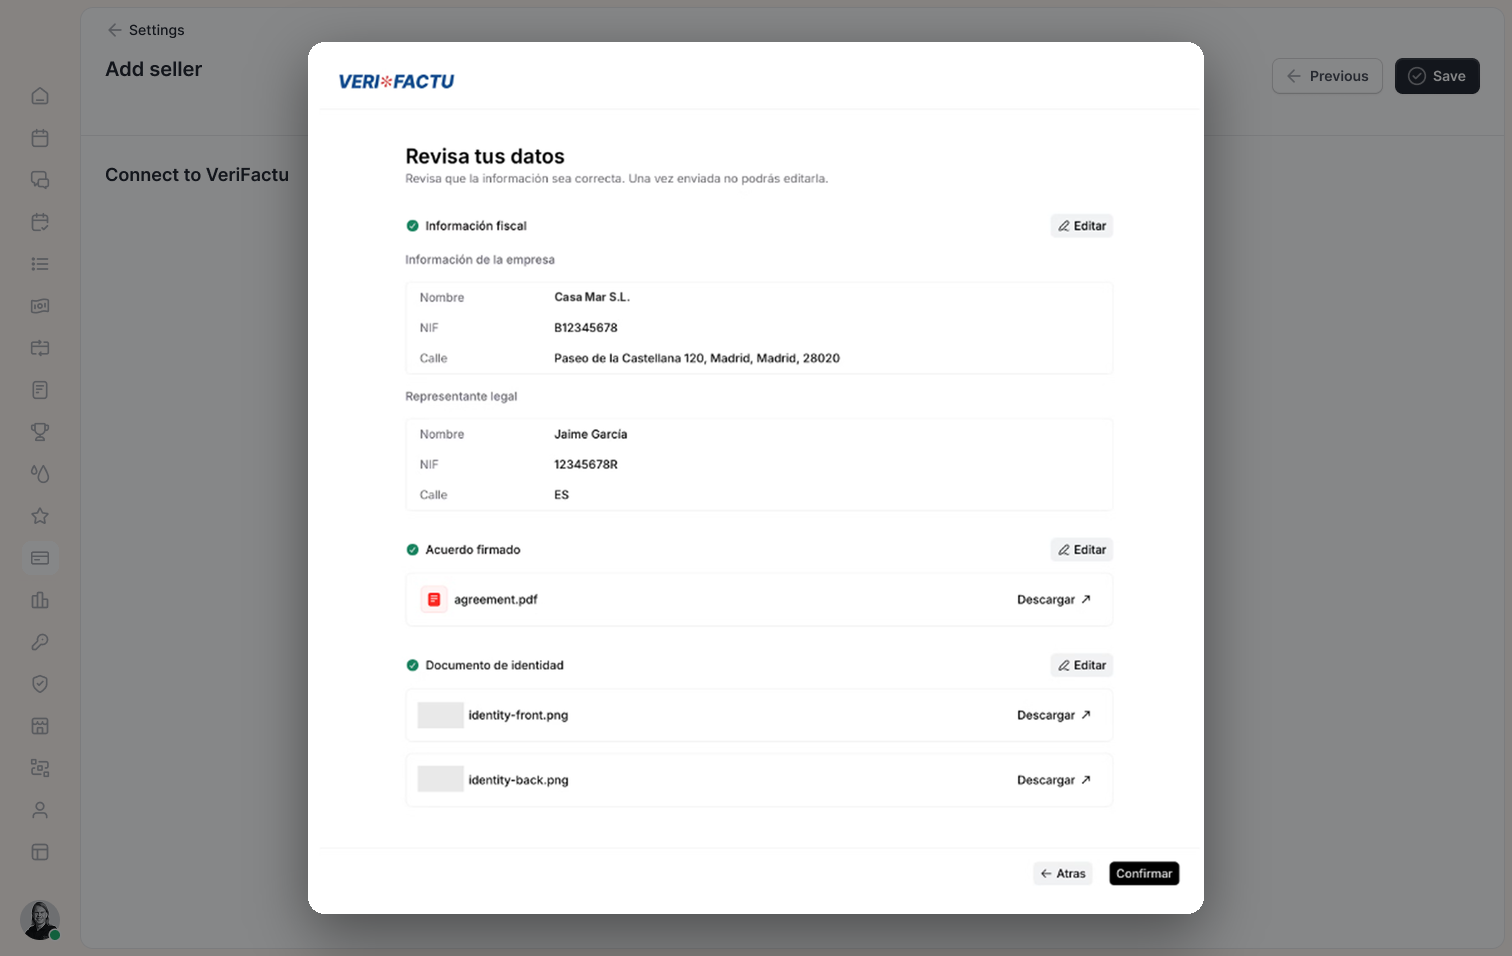 Settings
Add seller
Previous
Save
Connect to VeriFactu
VERI*FACTU
Revisa tus datos
Revisa que la información sea correcta. Una vez enviada no podrás editarla.
Información fiscal
Editar
Información de la empresa
Nombre Casa Mar S.L.
NIF B12345678
Calle Paseo de la Castellana 120, Madrid, Madrid, 28020
Representante legal
Nombre Jaime García
NIF 12345678R
Calle ES
Acuerdo firmado
Editar
agreement.pdf Descargar
Documento de identidad
Editar
identity-front.png Descargar
identity-back.png Descargar
Atras
Confirmar